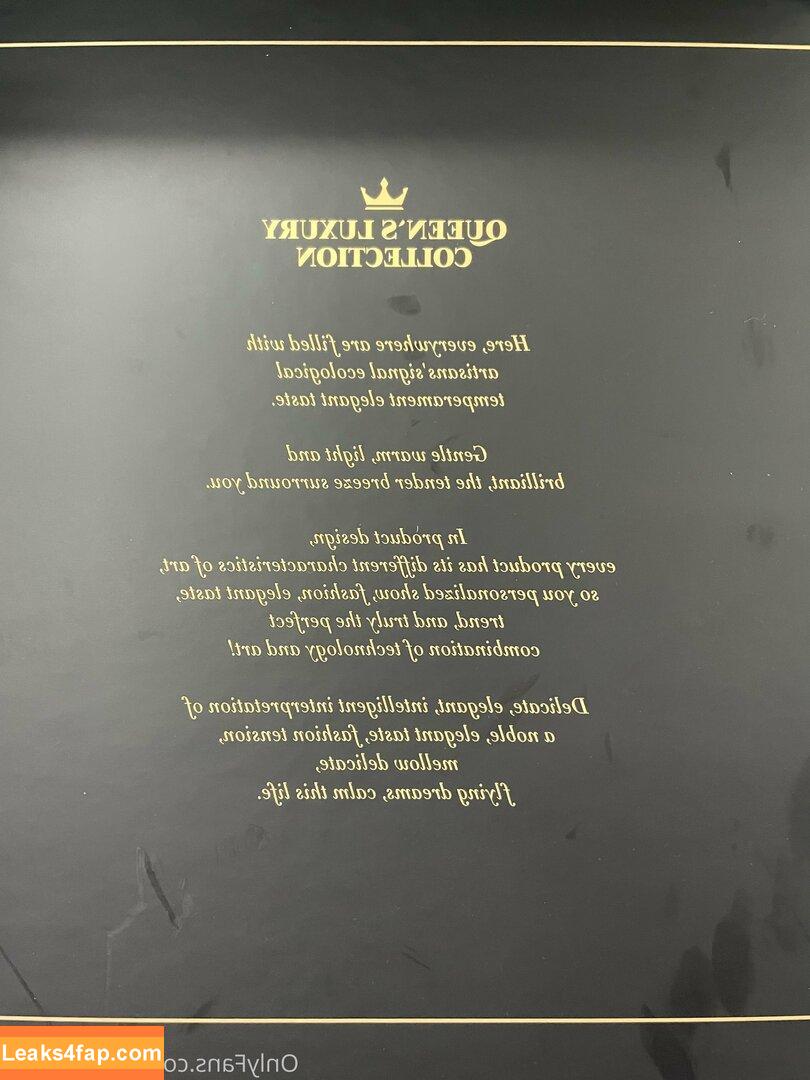 QUEEN'S LUXURY
COLLECTION
Here, everywhere are filled with
artisans'signal ecological
temperament elegant taste.
Gentle warm, light and
brilliant, the tender breeze surround you.
In product design,
every product has its different characteristics of art,
so you personalized show, fashion, elegant taste,
trend, and truly the perfect
combination of technology and art!
Delicate, elegant, intelligent interpretation of
a noble, elegant taste, fashion tension,
mellow delicate,
flying dreams, calm this life.
Leaks4fap.com
OnlyFans.co